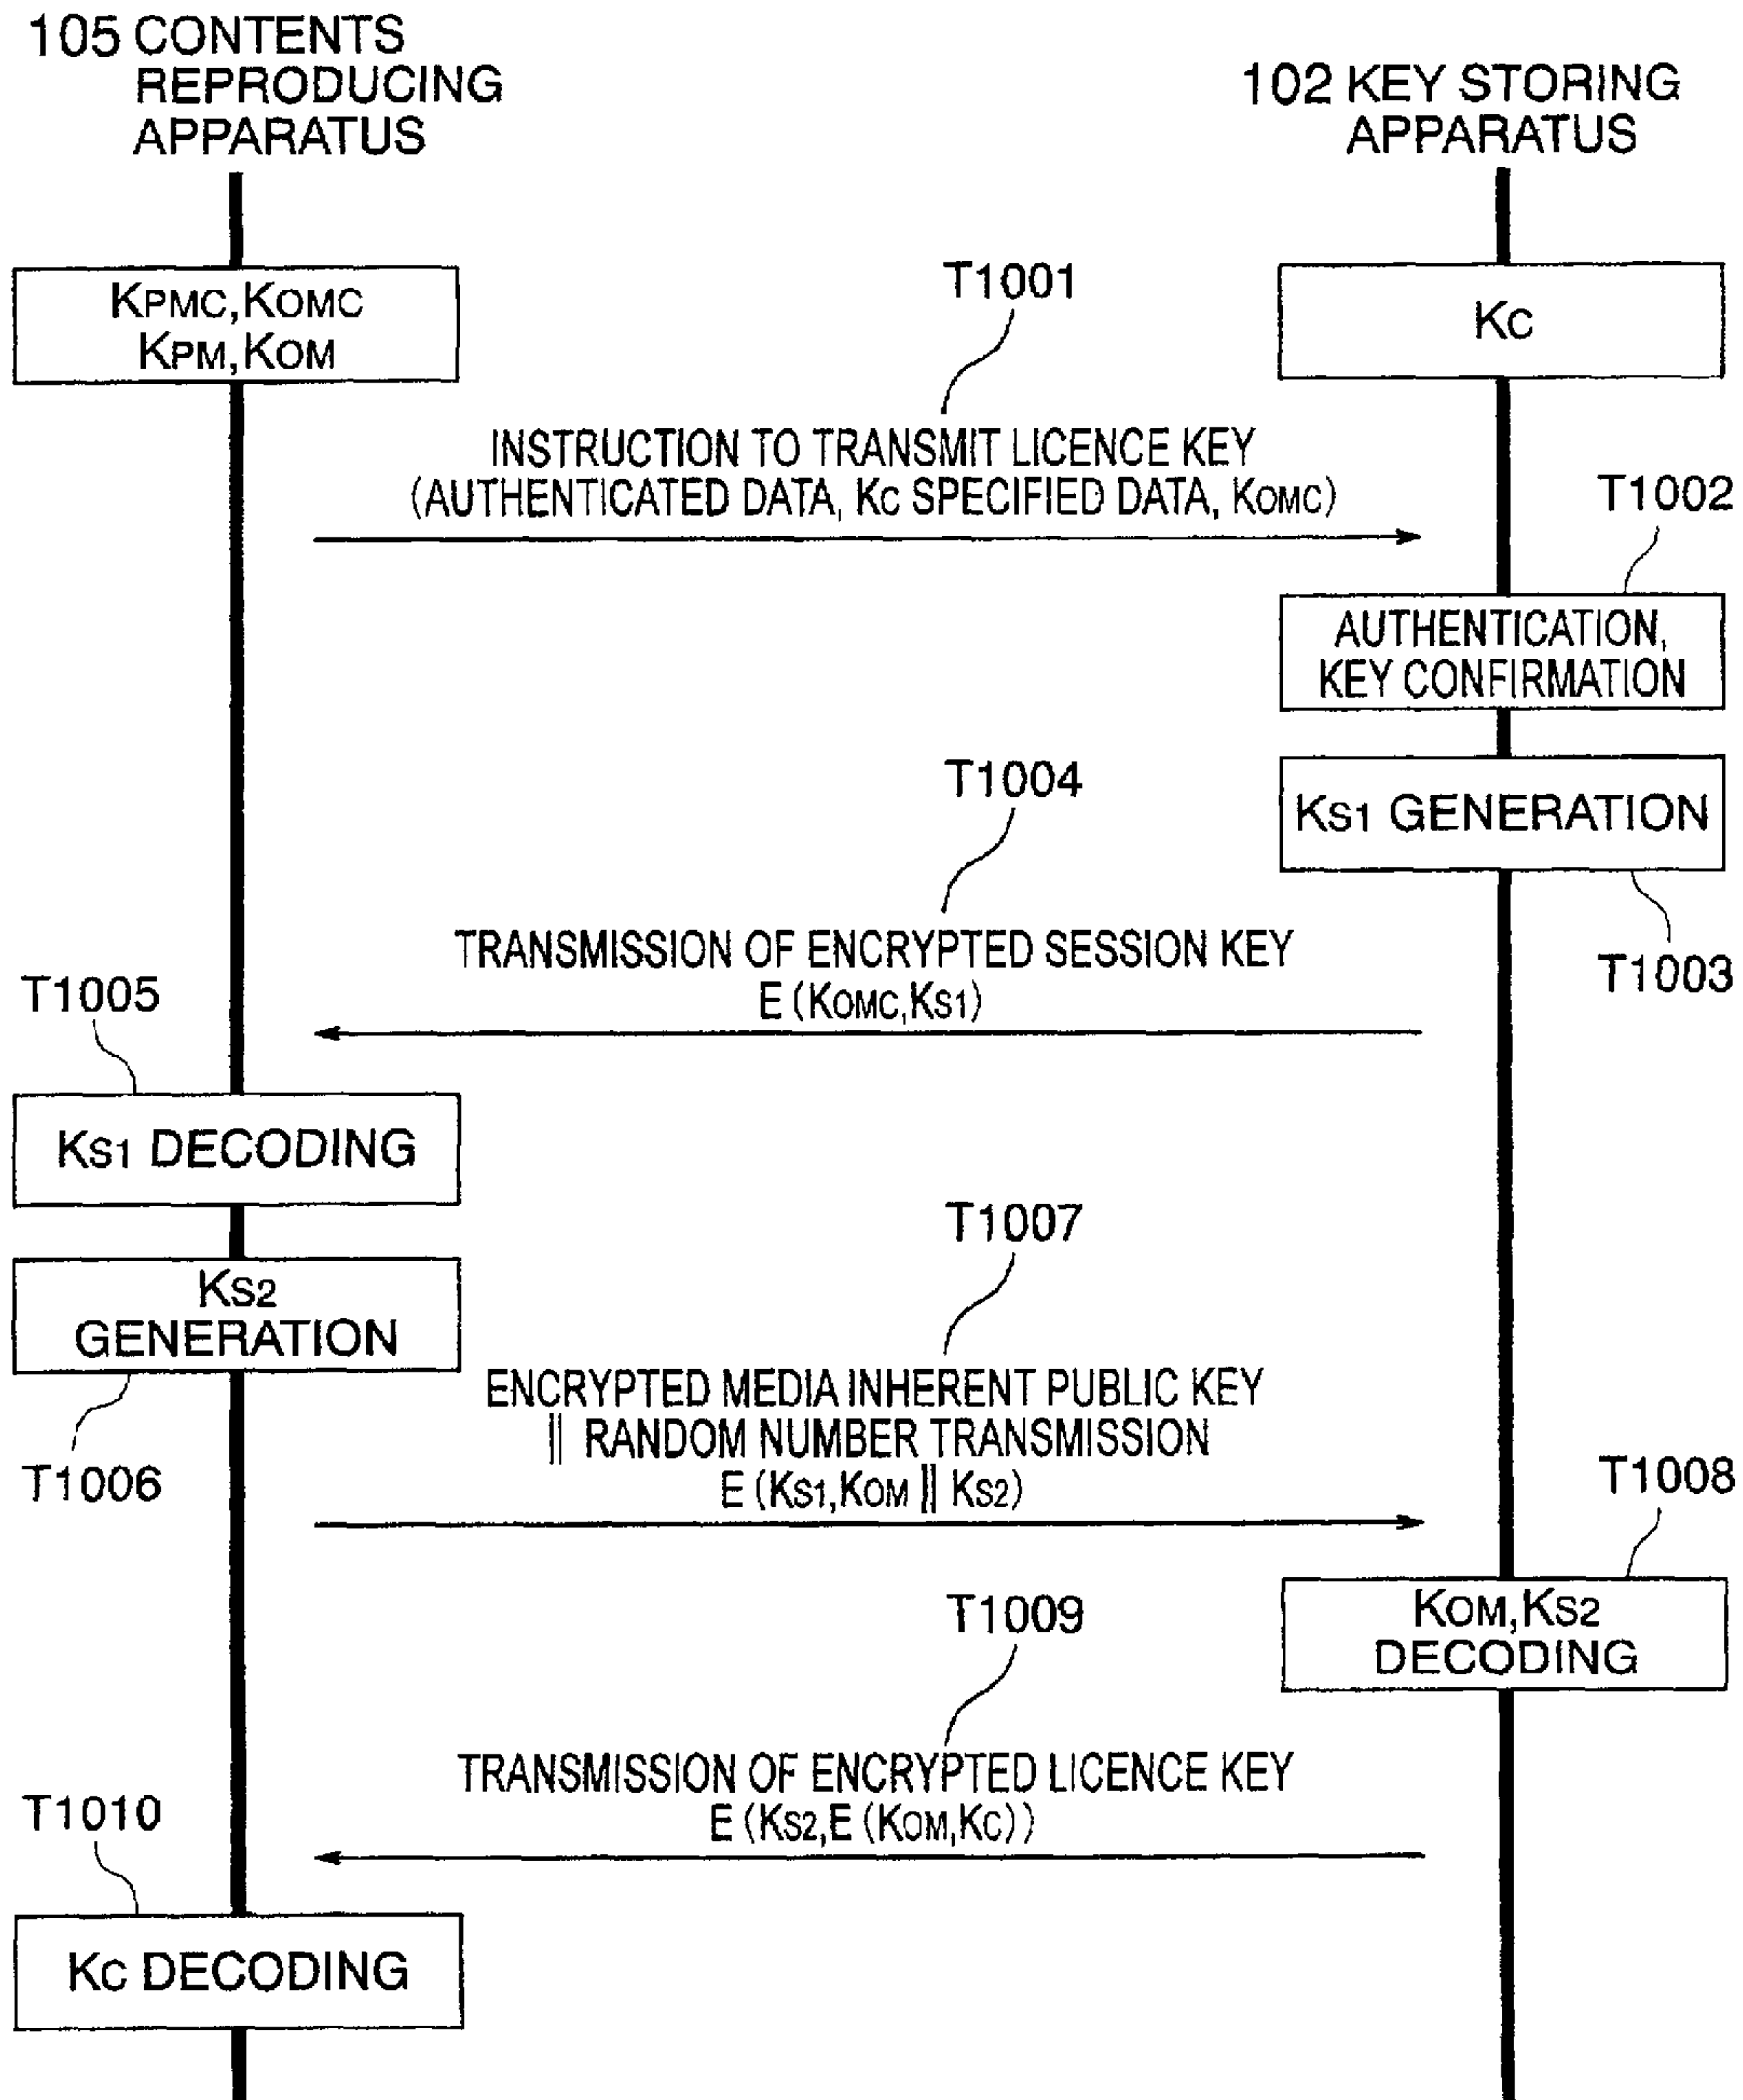 105 CONTENTS
REPRODUCING
APPARATUS
102 KEY STORING
APPARATUS
KPMC,KOMC
KPM,KOM
T1001
KC
INSTRUCTION TO TRANSMIT LICENCE KEY
(AUTHENTICATED DATA, KC SPECIFIED DATA, KOMC)
T1002
AUTHENTICATION,
KEY CONFIRMATION
T1004
KS1 GENERATION
TRANSMISSION OF ENCRYPTED SESSION KEY
E (KOMC,KS1)
T1003
T1005
KS1 DECODING
T1007
KS2
GENERATION
ENCRYPTED MEDIA INHERENT PUBLIC KEY
|| RANDOM NUMBER TRANSMISSION
E (KS1,KOM || KS2)
T1006
T1008
KOM,KS2
DECODING
T1009
TRANSMISSION OF ENCRYPTED LICENCE KEY
E (KS2,E (KOM,KC))
T1010
KC DECODING